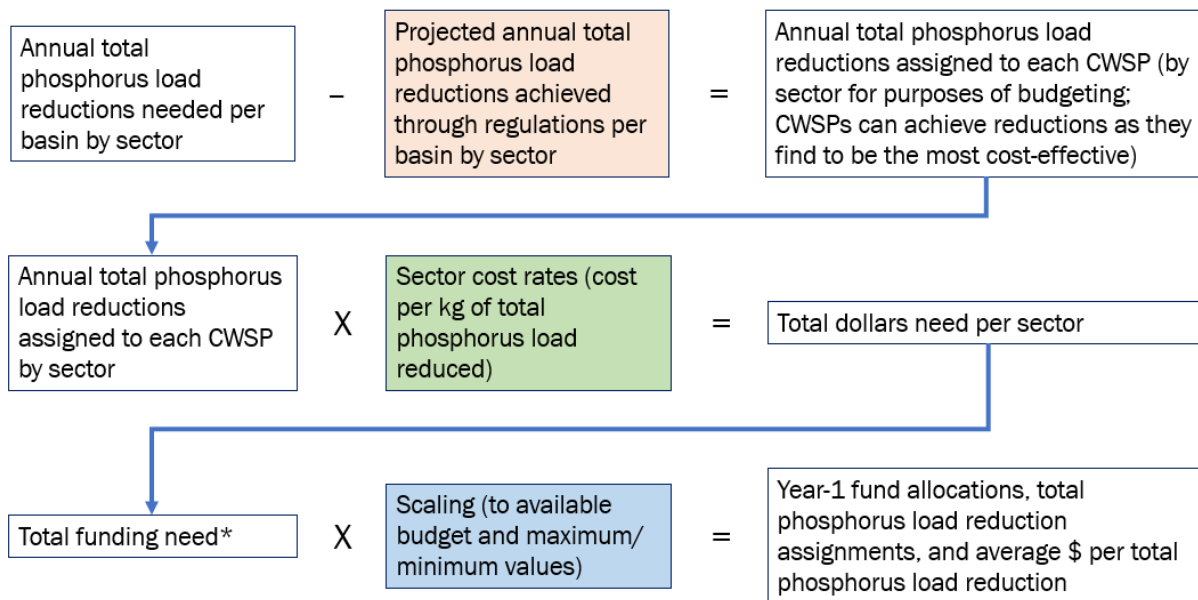 Annual total
phosphorus load
reductions needed per
basin by sector
–
Projected annual total
phosphorus load
reductions achieved
through regulations per
basin by sector
=
Annual total phosphorus load
reductions assigned to each CWSP (by
sector for purposes of budgeting;
CWSPs can achieve reductions as they
find to be the most cost-effective)
Annual total phosphorus
load reductions
assigned to each CWSP
by sector
X
Sector cost rates (cost
per kg of total
phosphorus load
reduced)
=
Total dollars need per sector
Total funding need*
X
Scaling (to available
budget and maximum/
minimum values)
=
Year-1 fund allocations, total
phosphorus load reduction
assignments, and average $ per total
phosphorus load reduction